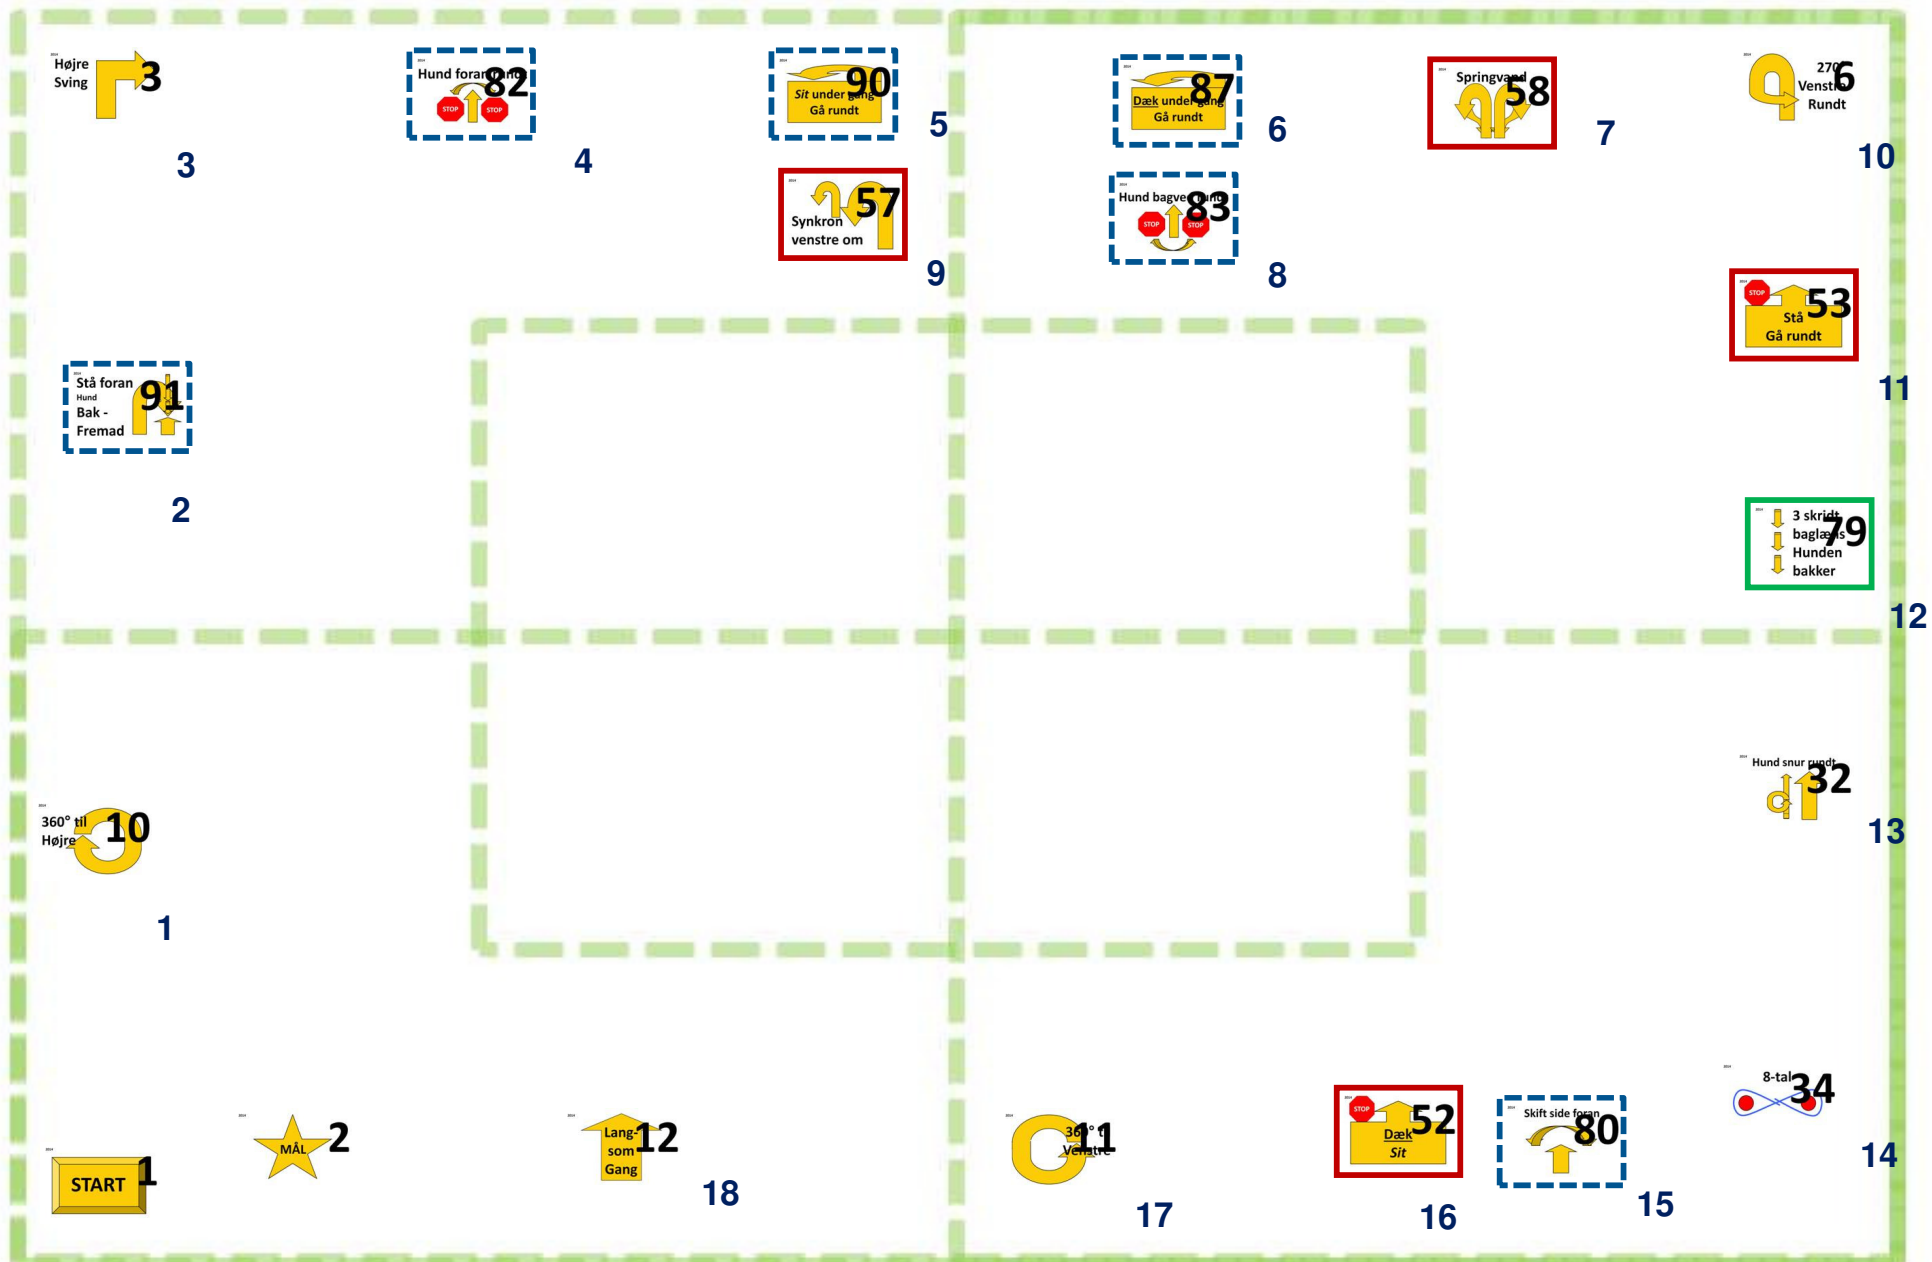 Højre
Sving
3
3
Hund foran rundt
82
STOP
STOP
4
90
Sit under gang
Gå rundt
5
87
Dæk under gang
Gå rundt
6
Springvand
58
7
270°
6
Venstre
Rundt
10
57
Synkron
venstre om
9
Hund bagved rundt
83
STOP
STOP
8
STOP
53
Stå
Gå rundt
11
Stå foran
Hund
Bak -
Fremad
91
2
3 skridt
baglæns
Hunden
bakker
79
12
360° til
Højre
10
1
Hund snur rundt
32
13
8-tal
34
14
START
1
MÅL
2
Lang-
som
Gang
12
18
360° til
Venstre
11
17
STOP
52
Dæk
Sit
16
Skift side foran
80
15